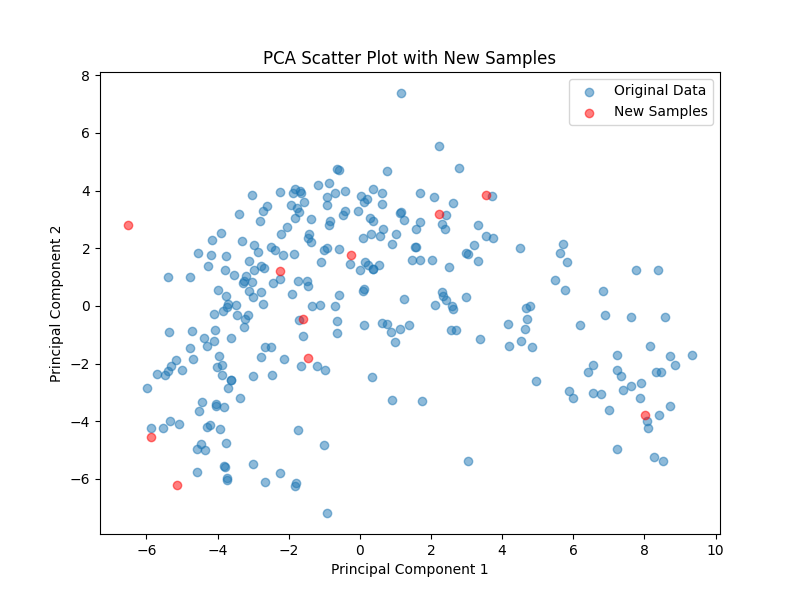 PCA Scatter Plot with New Samples
Original Data
New Samples
Principal Component 2
8
6
4
2
0
−2
−4
−6
−6 −4 −2 0 2 4 6 8 10
Principal Component 1